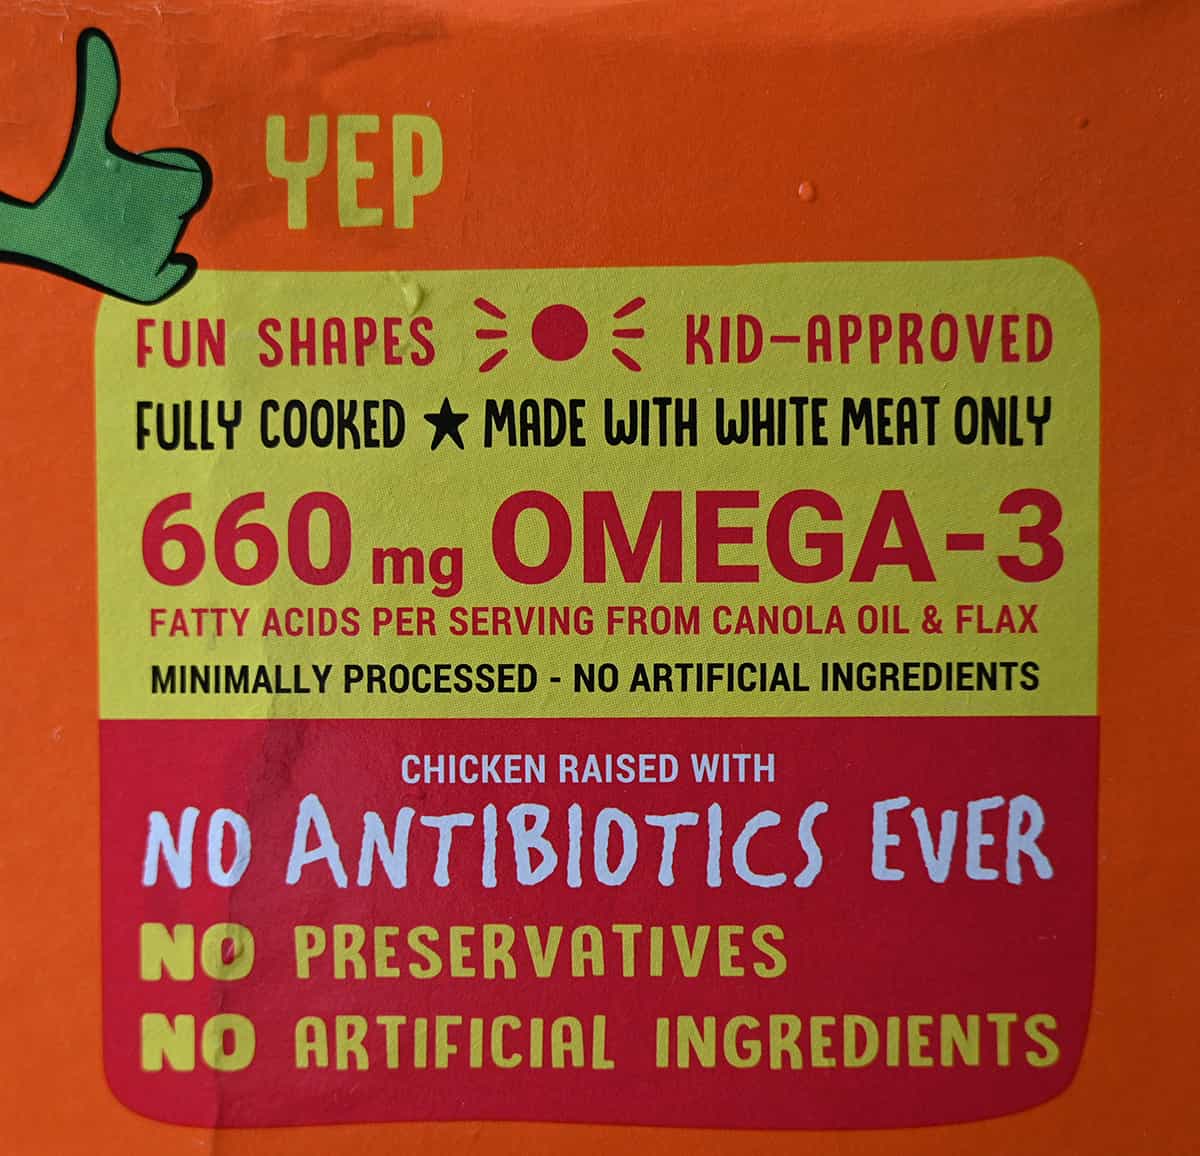 YEP
FUN SHAPES KID-APPROVED
FULLY COOKED ★ MADE WITH WHITE MEAT ONLY
660 mg OMEGA-3
FATTY ACIDS PER SERVING FROM CANOLA OIL & FLAX
MINIMALLY PROCESSED - NO ARTIFICIAL INGREDIENTS
CHICKEN RAISED WITH
NO ANTIBIOTICS EVER
NO PRESERVATIVES
NO ARTIFICIAL INGREDIENTS